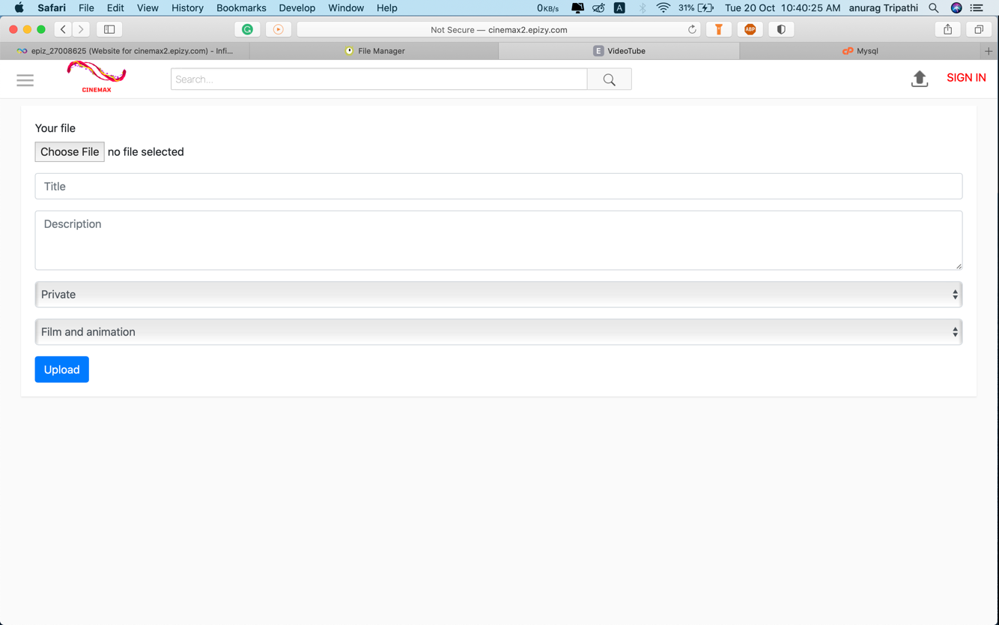 Safari File Edit View History Bookmarks Develop Window Help 0KB/s A 31% Tue 20 Oct 10:40:25 AM anurag Tripathi
Not Secure — cinemax2.epizy.com ABP
epiz_27008625 (Website for cinemax2.epizy.com) - Infi... File Manager E VideoTube Mysql
CINEMAX
Search...
SIGN IN
Your file
Choose File no file selected
Title
Description
Private
Film and animation
Upload